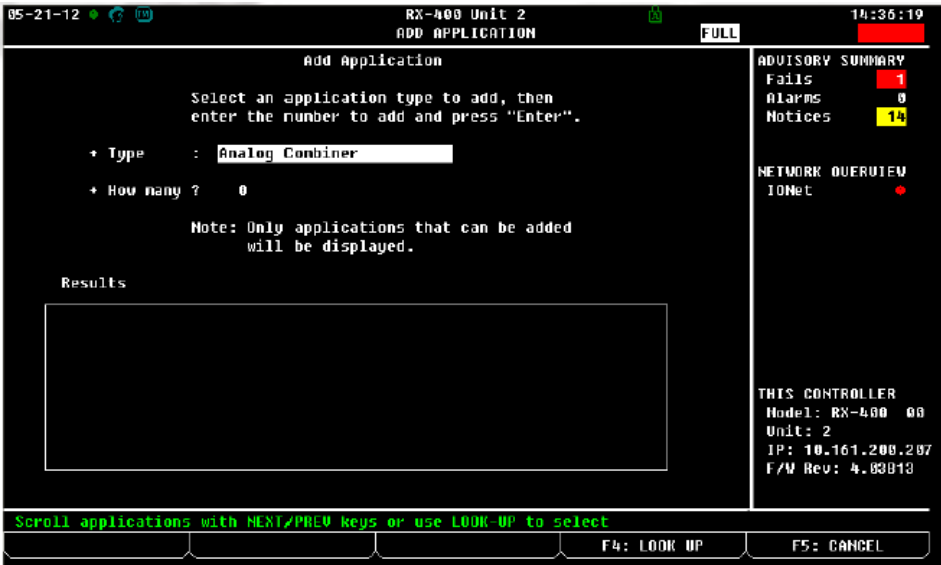 05-21-12 RX-400 Unit 2 14:36:19
ADD APPLICATION FULL
Add Application
Select an application type to add, then
enter the number to add and press "Enter".
+ Type : Analog Combiner
+ How many ? 0
Note: Only applications that can be added
will be displayed.
Results
ADVISORY SUMMARY
Fails 1
Alarms 0
Notices 14
NETWORK OVERVIEW
IONet
THIS CONTROLLER
Model: RX-400 00
Unit: 2
IP: 10.161.200.207
F/W Rev: 4.03B13
Scroll applications with NEXT/PREV keys or use LOOK-UP to select
F4: LOOK UP F5: CANCEL